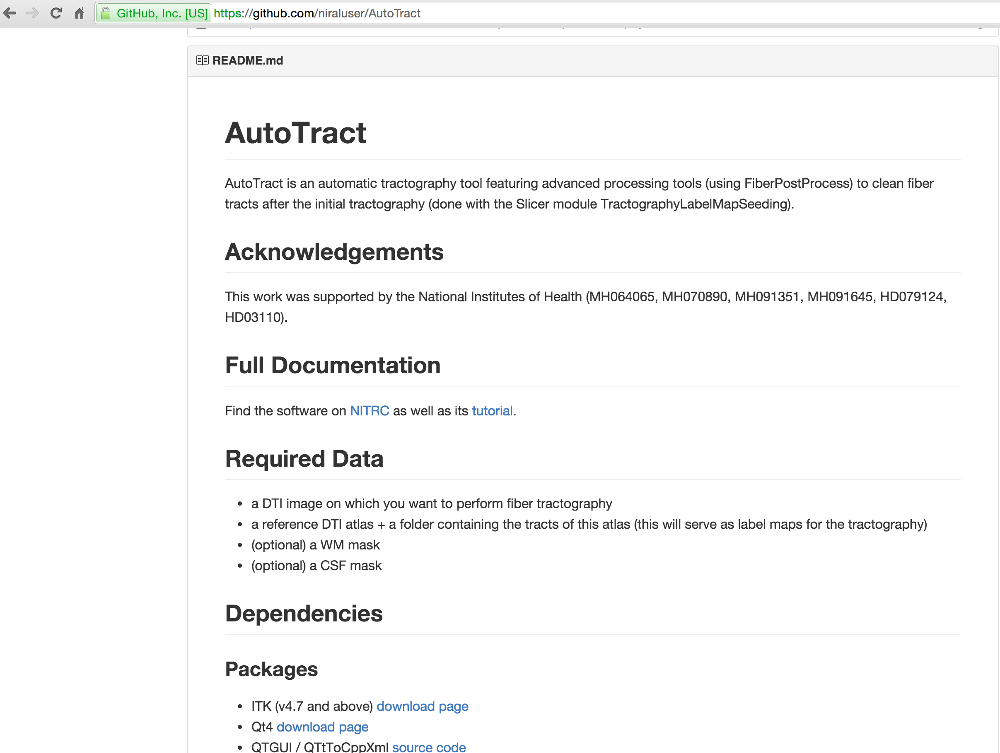 GitHub, Inc. [US] https://github.com/niraluser/AutoTract
README.md
AutoTract
AutoTract is an automatic tractography tool featuring advanced processing tools (using FiberPostProcess) to clean fiber
tracts after the initial tractography (done with the Slicer module TractographyLabelMapSeeding).
Acknowledgements
This work was supported by the National Institutes of Health (MH064065, MH070890, MH091351, MH091645, HD079124,
HD03110).
Full Documentation
Find the software on NITRC as well as its tutorial.
Required Data
• a DTI image on which you want to perform fiber tractography
• a reference DTI atlas + a folder containing the tracts of this atlas (this will serve as label maps for the tractography)
• (optional) a WM mask
• (optional) a CSF mask
Dependencies
Packages
• ITK (v4.7 and above) download page
• Qt4 download page
• QTGUI / QTtToCppXml source code